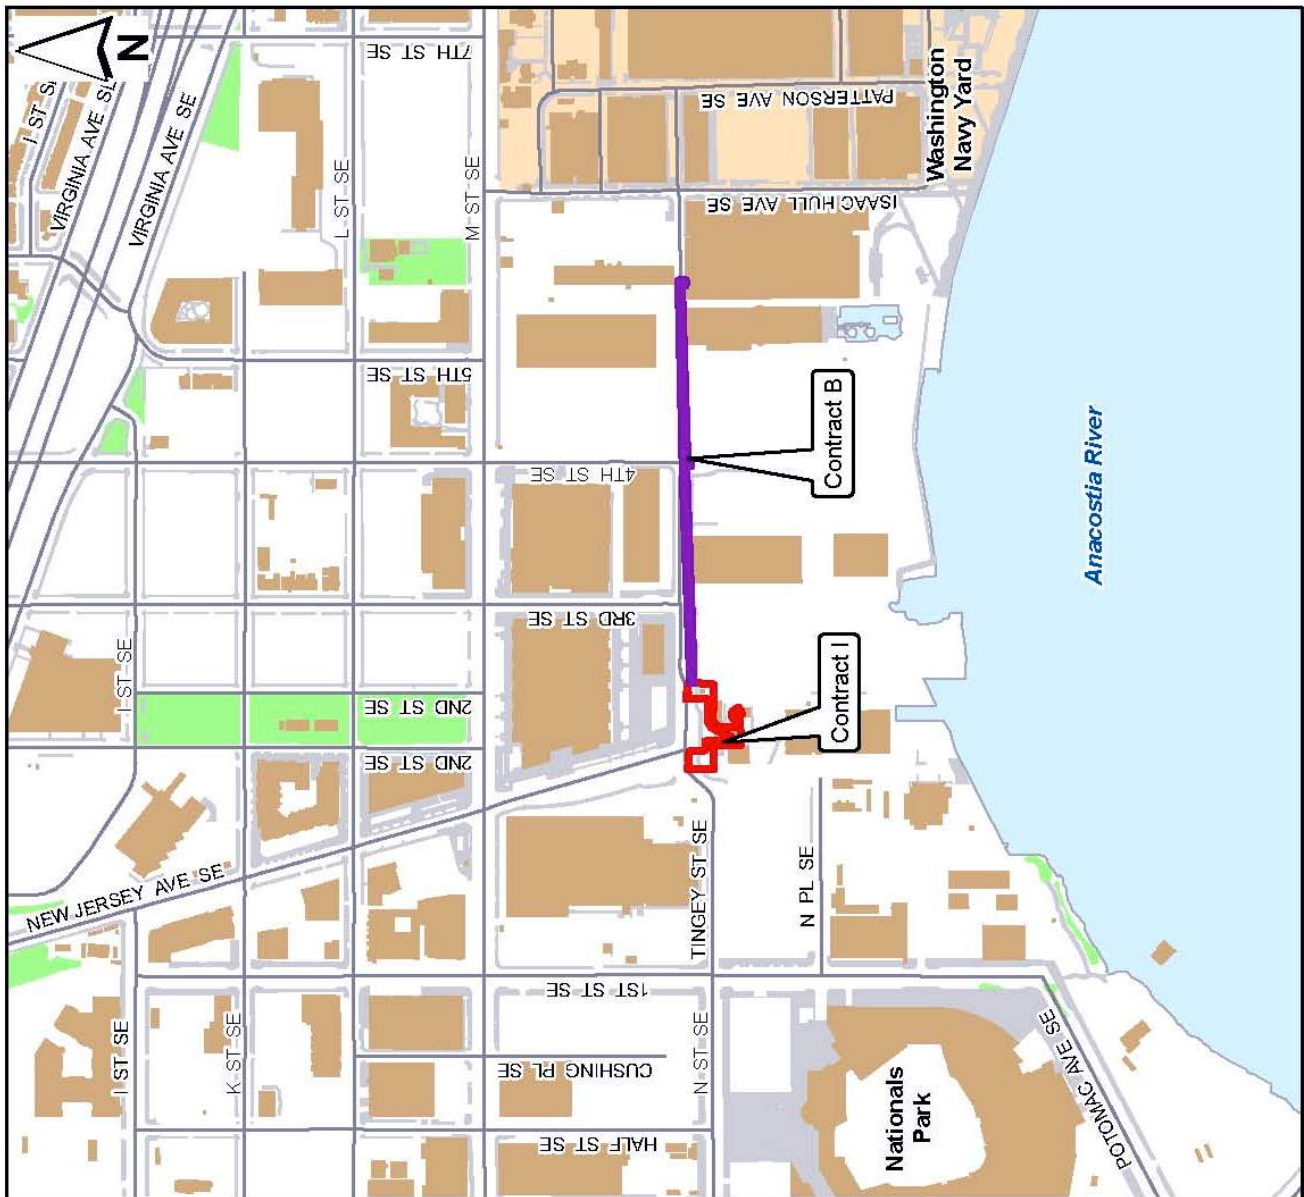 N
I ST SE
VIRGINIA AVE SE
VIRGINIA AVE SE
L ST SE
M ST SE
7TH ST SE
PATTERSON AVE SE
Washington
Navy Yard
ISAAC HULL AVE SE
5TH ST SE
4TH ST SE
Contract B
Anacostia River
3RD ST SE
I ST SE
2ND ST SE
2ND ST SE
Contract I
NEW JERSEY AVE SE
TINGEY ST SE
N PL SE
1ST ST SE
I ST SE
K ST SE
N ST SE
CUSHING PL SE
HALF ST SE
Nationals
Park
POTOMAC AVE SE